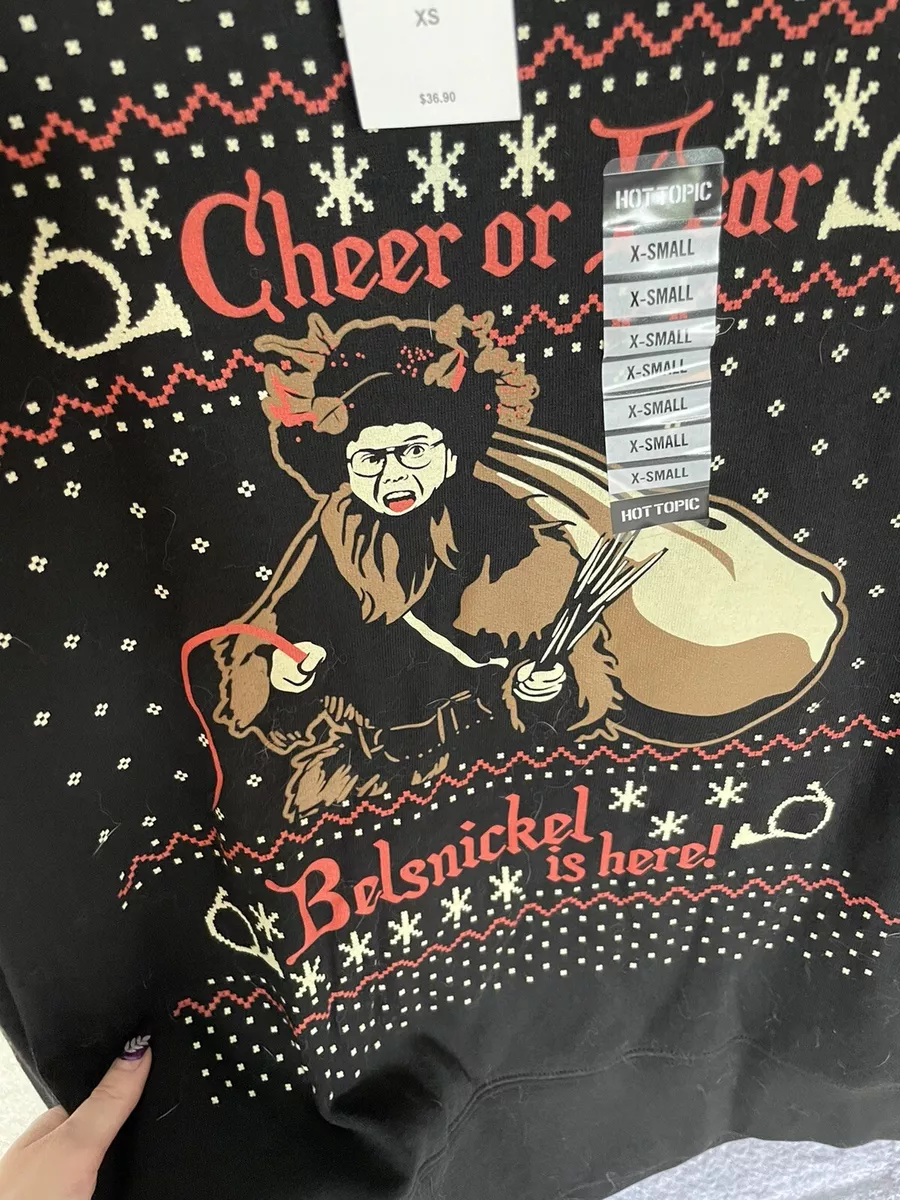 XS
$36.90
Cheer or Fear
HOT TOPIC
X-SMALL
X-SMALL
X-SMALL
X-SMALL
X-SMALL
X-SMALL
X-SMALL
HOT TOPIC
Belsnickel
is here!